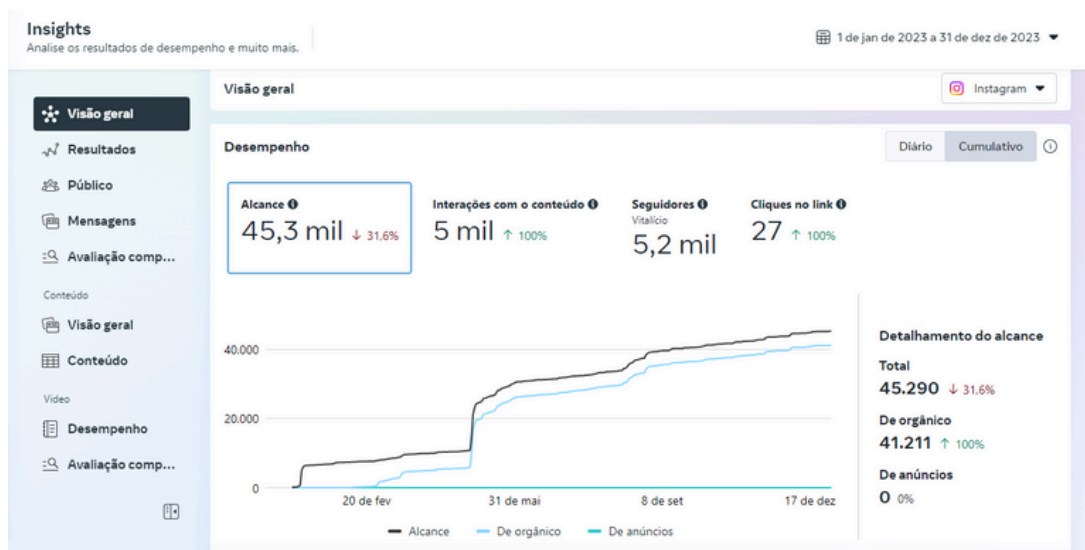 Insights
Analise os resultados de desempenho e muito mais.
1 de jan de 2023 a 31 de dez de 2023
Visão geral
Resultados
Público
Mensagens
Avaliação comp...
Conteúdo
Visão geral
Conteúdo
Vídeo
Desempenho
Avaliação comp...
Visão geral
Instagram
Desempenho
Diário Cumulativo
Alcance
45,3 mil ↓ 31,6%
Interações com o conteúdo
5 mil ↑ 100%
Seguidores
Vitalício
5,2 mil
Cliques no link
27 ↑ 100%
40.000
20.000
0
20 de fev 31 de mai 8 de set 17 de dez
Alcance De orgânico De anúncios
Detalhamento do alcance
Total
45.290 ↓ 31,6%
De orgânico
41.211 ↑ 100%
De anúncios
0 0%